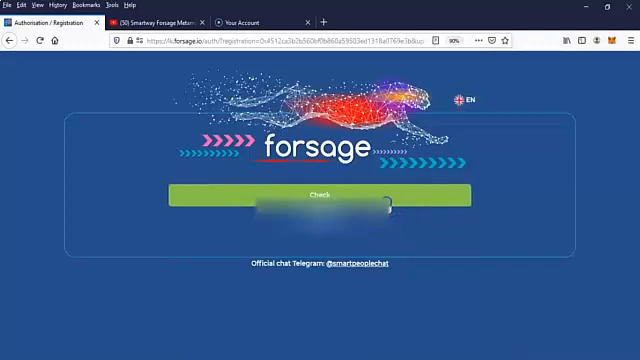 File Edit View History Bookmarks Tools Help
Authorisation / Registration
(50) Smartway Forsage Metam
Your Account
90%
EN
forsage
Check
Official chat Telegram: @smartpeoplechat